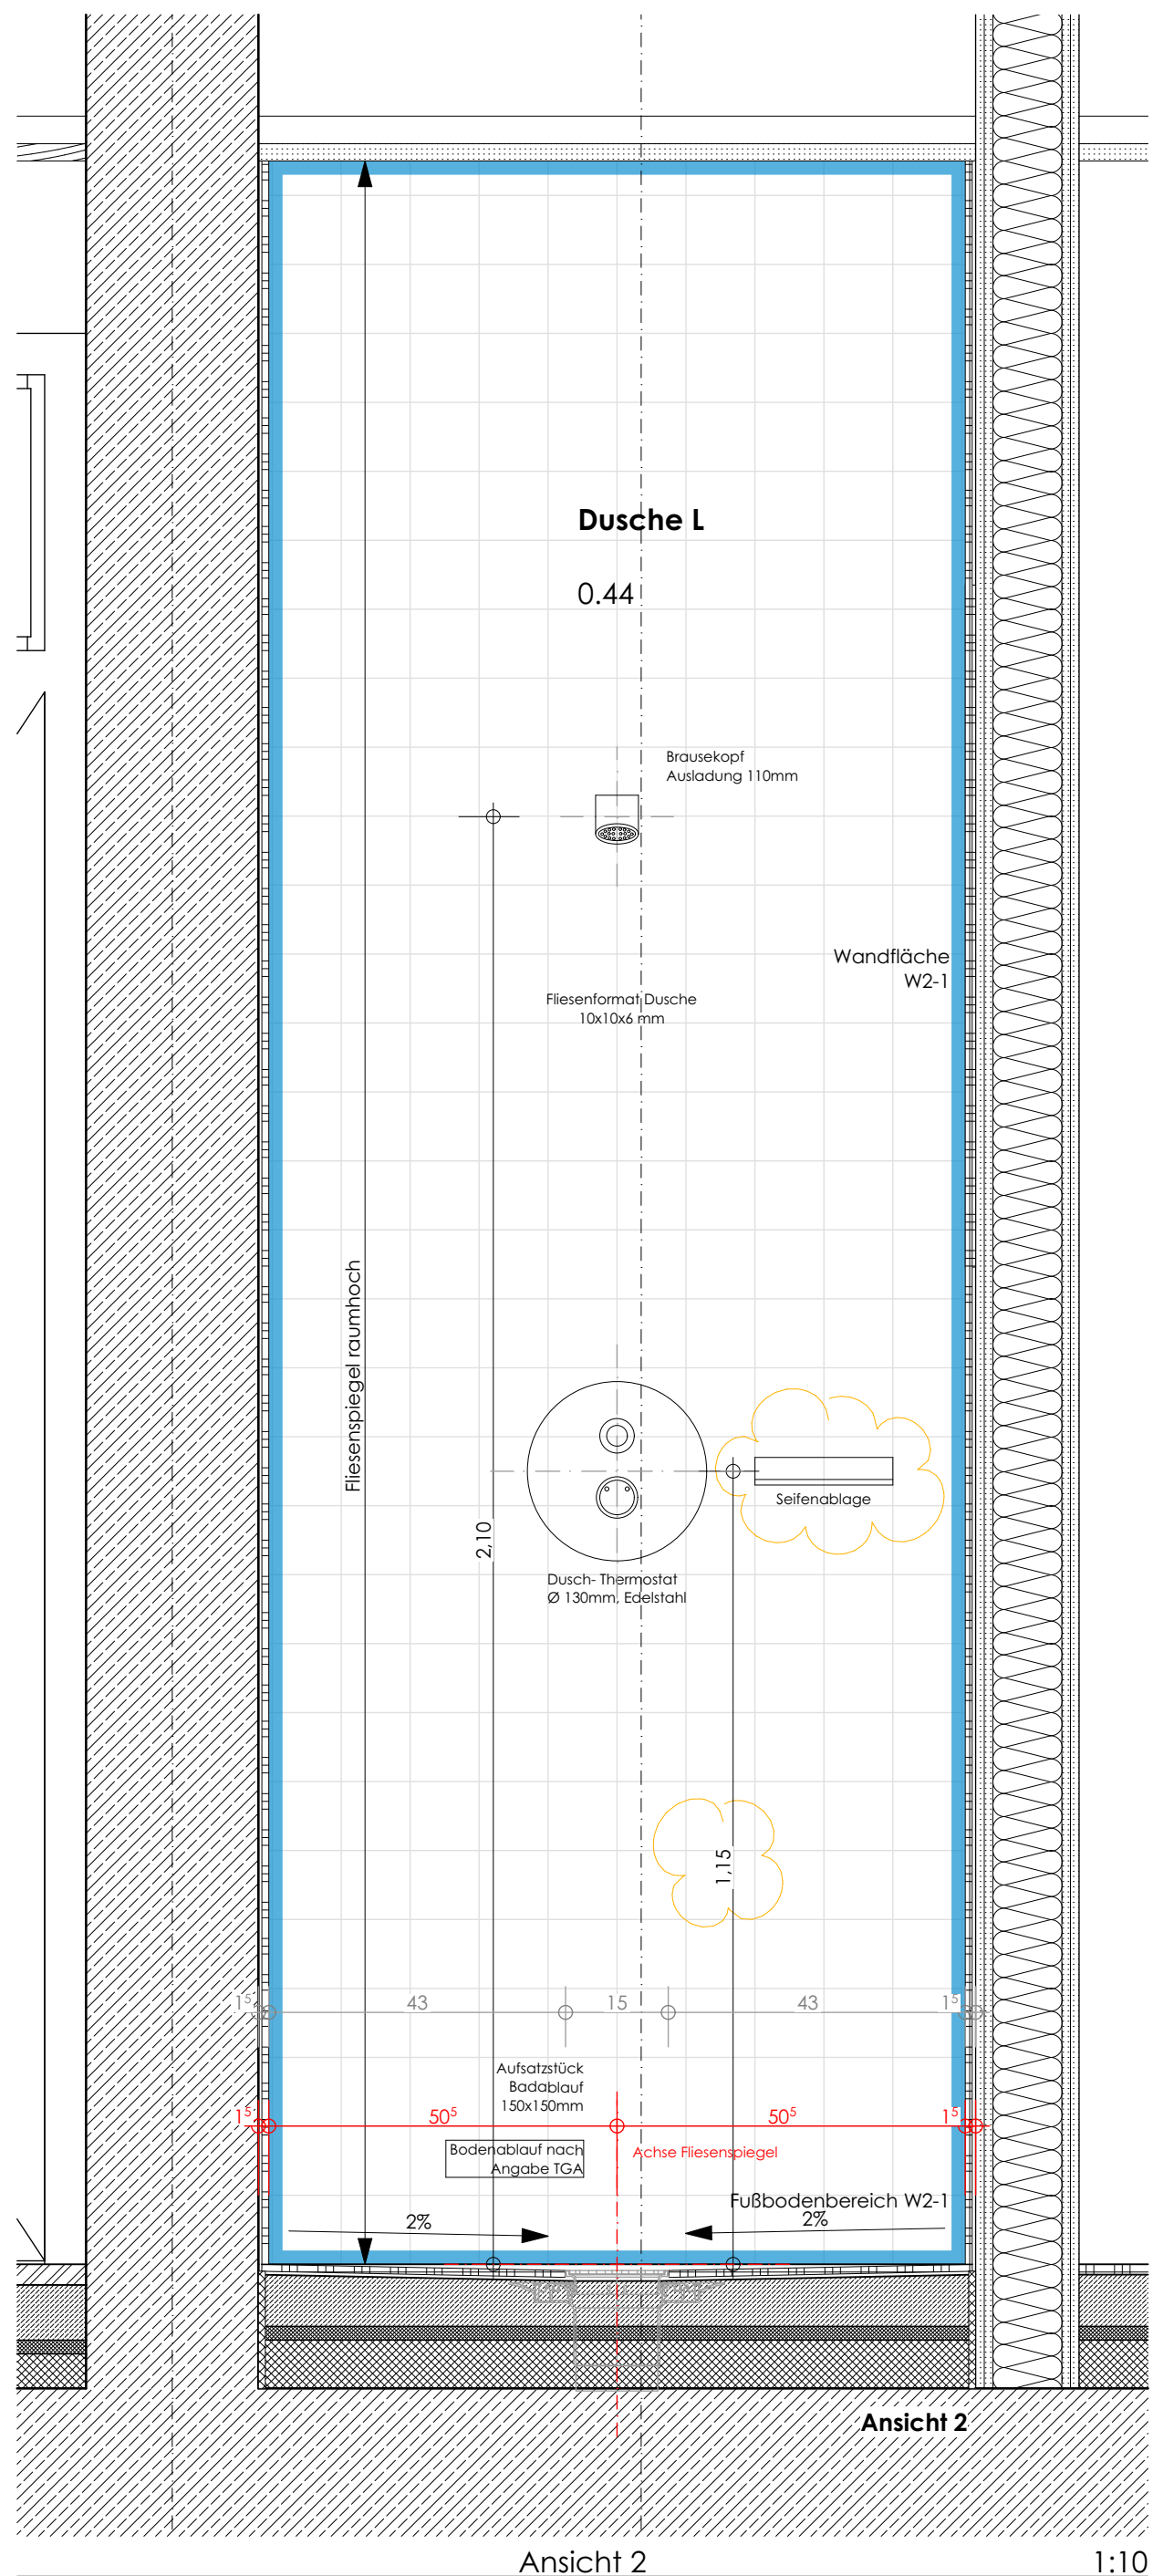 Dusche L
0.44
Brausekopf
Ausladung 110mm
Wandfläche
W2-1
Fliesenformat Dusche
10x10x6 mm
Fliesenspiegel raumhoch
2,10
Seifenablage
Dusch- Thermostat
Ø 130mm, Edelstahl
1,15
1⁵ 43 15 43 1⁵
Aufsatzstück
Badablauf
150x150mm
1⁵ 50⁵ 50⁵ 1⁵
Bodenablauf nach
Angabe TGA
Achse Fliesenspiegel
Fußbodenbereich W2-1
2% 2%
Ansicht 2
Ansicht 2 1:10